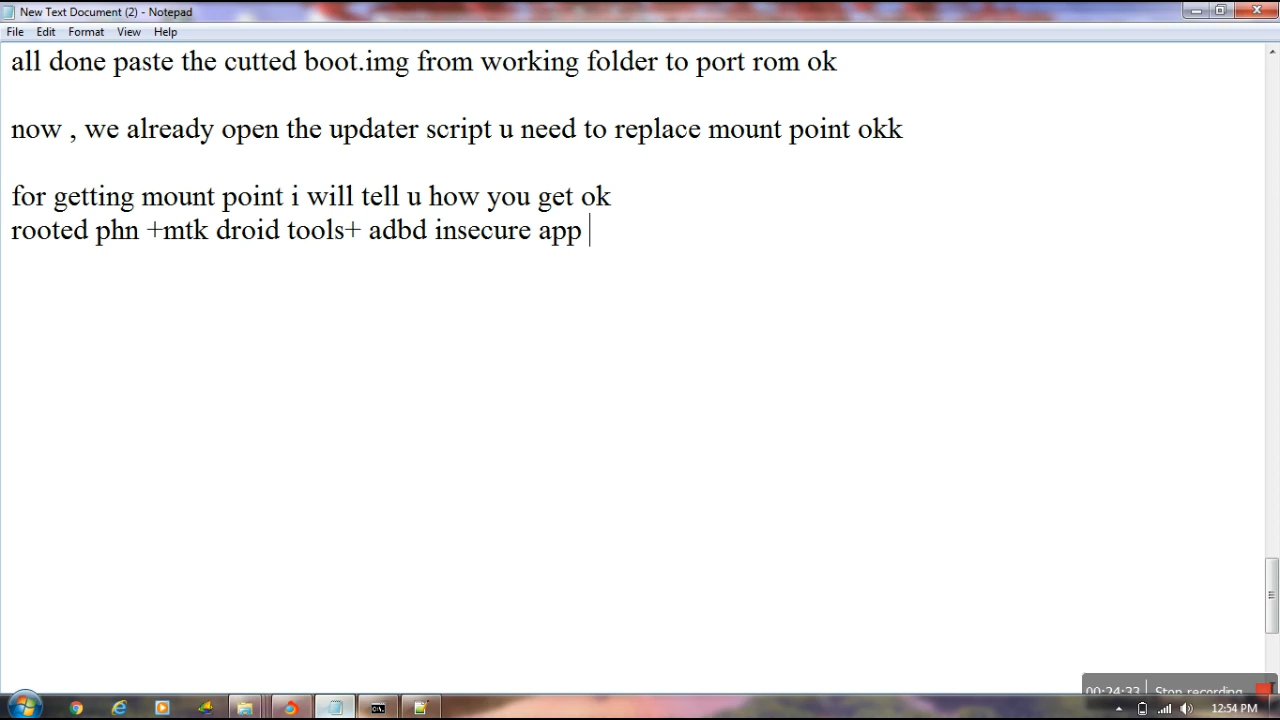 New Text Document (2) - Notepad
File Edit Format View Help
all done paste the cutted boot.img from working folder to port rom ok
now , we already open the updater script u need to replace mount point okk
for getting mount point i will tell u how you get ok
rooted phn +mtk droid tools+ adbd insecure app
00:24:33 Stop recording
12:54 PM